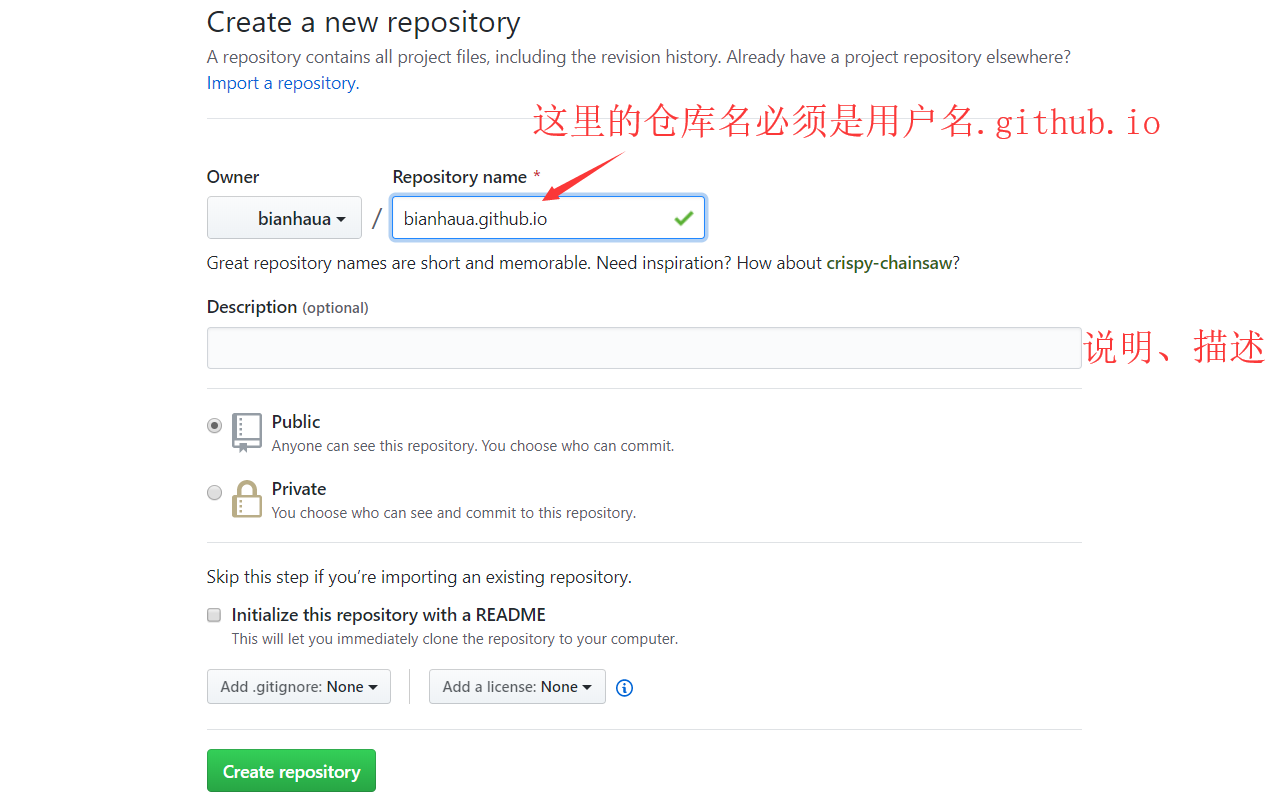 Create a new repository
A repository contains all project files, including the revision history. Already have a project repository elsewhere?
Import a repository.
这里的仓库名必须是用户名.github.io
Owner
Repository name *
bianhaua
/
bianhaua.github.io
Great repository names are short and memorable. Need inspiration? How about crispy-chainsaw?
Description (optional)
说明、描述
Public
Anyone can see this repository. You choose who can commit.
Private
You choose who can see and commit to this repository.
Skip this step if you’re importing an existing repository.
Initialize this repository with a README
This will let you immediately clone the repository to your computer.
Add .gitignore: None
Add a license: None
Create repository